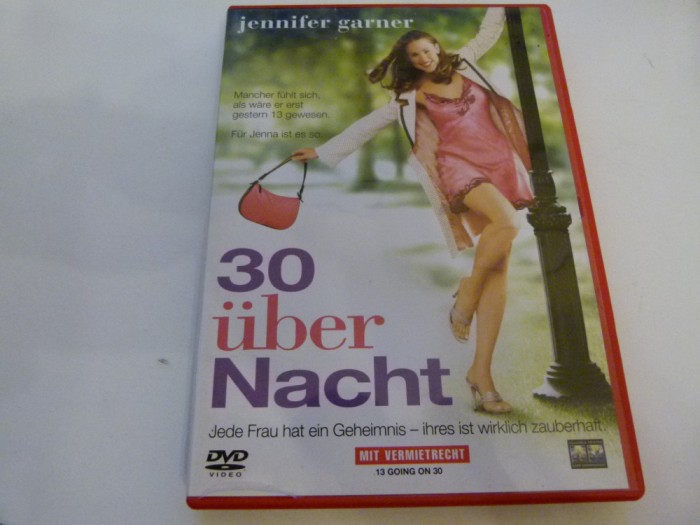 jennifer garner
Mancher fühlt sich,
als wäre er erst
gestern 13 gewesen.
Für Jenna ist es so...
30
über
Nacht
Jede Frau hat ein Geheimnis – ihres ist wirklich zauberhaft.
DVD
VIDEO
MIT VERMIETRECHT
13 GOING ON 30